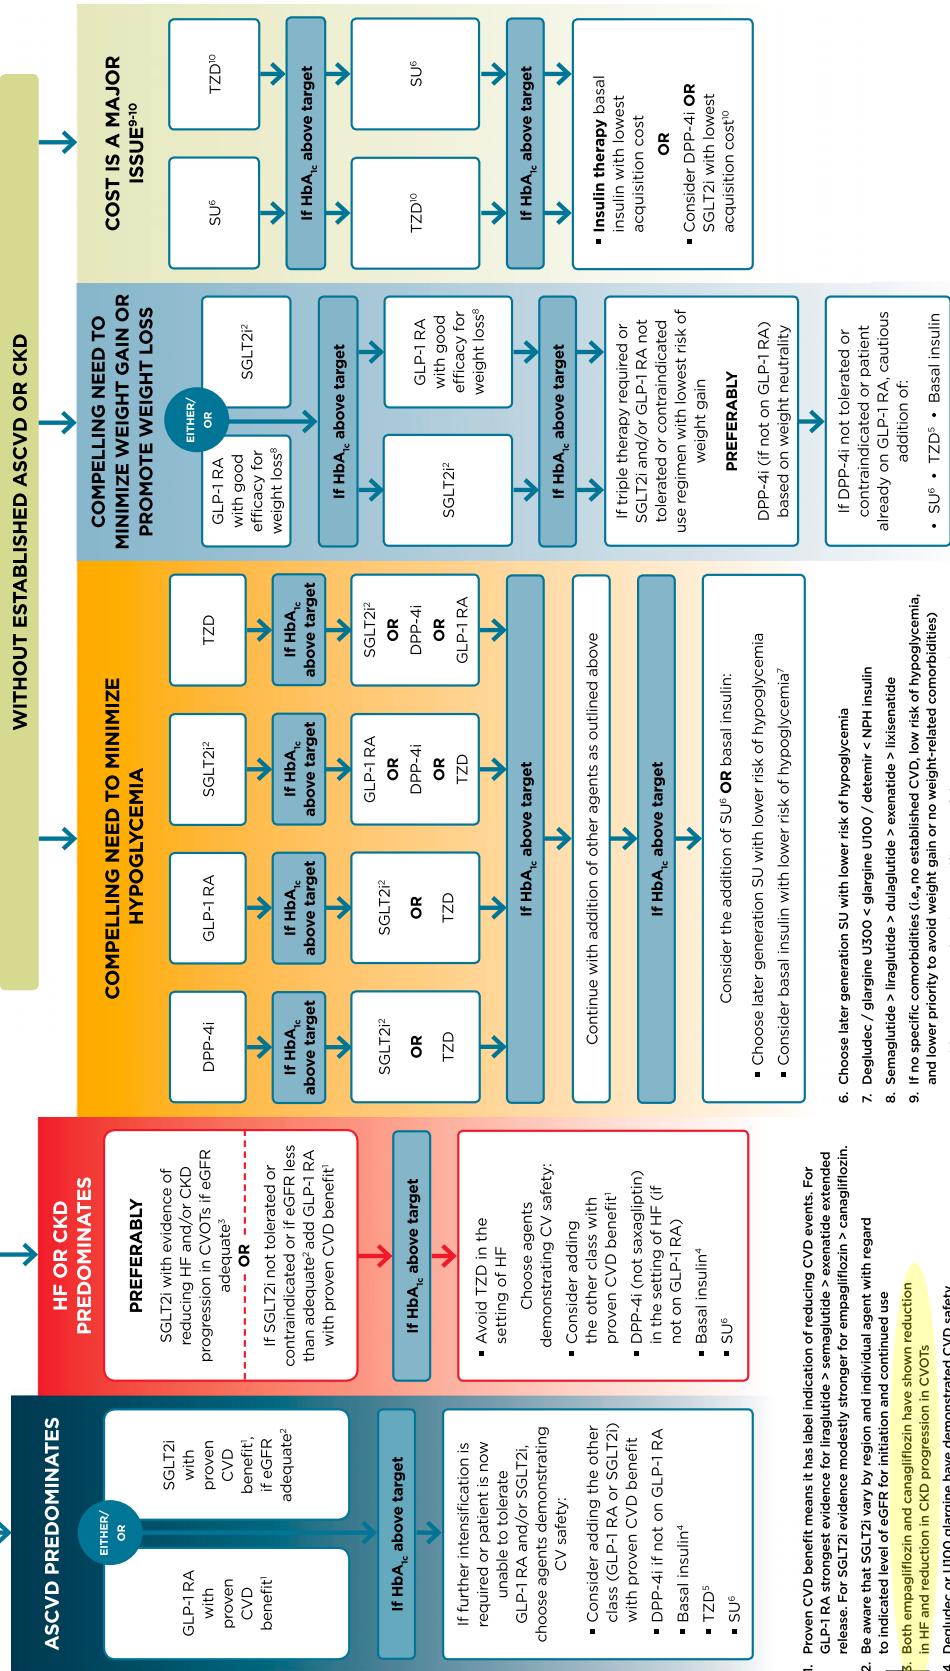 WITHOUT ESTABLISHED ASCVD OR CKD
ASCVD PREDOMINATES
EITHER/
OR
GLP-1 RA
with
proven
CVD
benefit¹
SGLT2i
with
proven
CVD
benefit¹,
if eGFR
adequate²
If HbA1c above target
If further intensification is
required or patient is now
unable to tolerate
GLP-1 RA and/or SGLT2i,
choose agents demonstrating
CV safety:
▪ Consider adding the other
class (GLP-1 RA or SGLT2i)
with proven CVD benefit
▪ DPP-4i if not on GLP-1 RA
▪ Basal insulin⁴
▪ TZD⁵
▪ SU⁶
HF OR CKD
PREDOMINATES
PREFERABLY
SGLT2i with evidence of
reducing HF and/or CKD
progression in CVOTs if eGFR
adequate³
OR
If SGLT2i not tolerated or
contraindicated or if eGFR less
than adequate² add GLP-1 RA
with proven CVD benefit¹
If HbA1c above target
▪ Avoid TZD in the
setting of HF
Choose agents
demonstrating CV safety:
▪ Consider adding
the other class with
proven CVD benefit¹
▪ DPP-4i (not saxagliptin)
in the setting of HF (if
not on GLP-1 RA)
▪ Basal insulin⁴
▪ SU⁶
COMPELLING NEED TO MINIMIZE
HYPOGLYCEMIA
DPP-4i
If HbA1c
above target
SGLT2i²
OR
TZD
GLP-1 RA
If HbA1c
above target
SGLT2i²
OR
TZD
SGLT2i²
If HbA1c
above target
GLP-1 RA
OR
DPP-4i
OR
TZD
TZD
If HbA1c
above target
SGLT2i²
OR
DPP-4i
OR
GLP-1 RA
If HbA1c above target
Continue with addition of other agents as outlined above
If HbA1c above target
Consider the addition of SU⁶ OR basal insulin:
▪ Choose later generation SU with lower risk of hypoglycemia
▪ Consider basal insulin with lower risk of hypoglycemia⁷
COMPELLING NEED TO
MINIMIZE WEIGHT GAIN OR
PROMOTE WEIGHT LOSS
EITHER/
OR
GLP-1 RA
with good
efficacy for
weight loss⁸
SGLT2i²
If HbA1c above target
SGLT2i²
GLP-1 RA
with good
efficacy for
weight loss⁸
If HbA1c above target
If triple therapy required or
SGLT2i and/or GLP-1 RA not
tolerated or contraindicated
use regimen with lowest risk of
weight gain
PREFERABLY
DPP-4i (if not on GLP-1 RA)
based on weight neutrality
If DPP-4i not tolerated or
contraindicated or patient
already on GLP-1 RA, cautious
addition of:
• SU⁶ • TZD⁵ • Basal insulin
COST IS A MAJOR
ISSUE⁹⁻¹⁰
SU⁶
TZD¹⁰
If HbA1c above target
TZD¹⁰
SU⁶
If HbA1c above target
▪ Insulin therapy basal
insulin with lowest
acquisition cost
OR
▪ Consider DPP-4i OR
SGLT2i with lowest
acquisition cost¹⁰
1. Proven CVD benefit means it has label indication of reducing CVD events. For
GLP-1 RA strongest evidence for liraglutide > semaglutide > exenatide extended
release. For SGLT2i evidence modestly stronger for empagliflozin > canagliflozin.
2. Be aware that SGLT2i vary by region and individual agent with regard
to indicated level of eGFR for initiation and continued use
3. Both empagliflozin and canagliflozin have shown reduction
in HF and reduction in CKD progression in CVOTs
4. Degludec or U100 glargine have demonstrated CVD safety
6. Choose later generation SU with lower risk of hypoglycemia
7. Degludec / glargine U300 < glargine U100 / detemir < NPH insulin
8. Semaglutide > liraglutide > dulaglutide > exenatide > lixisenatide
9. If no specific comorbidities (i.e.,no established CVD, low risk of hypoglycemia,
and lower priority to avoid weight gain or no weight-related comorbidities)